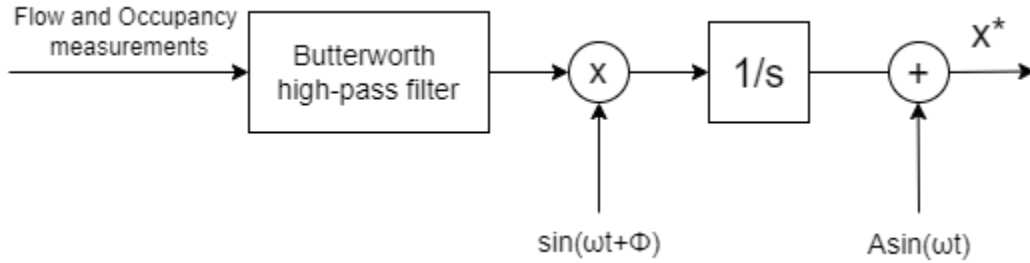 Flow and Occupancy
measurements
Butterworth
high-pass filter
x
1/s
+
x*
sin(ωt+Φ)
Asin(ωt)